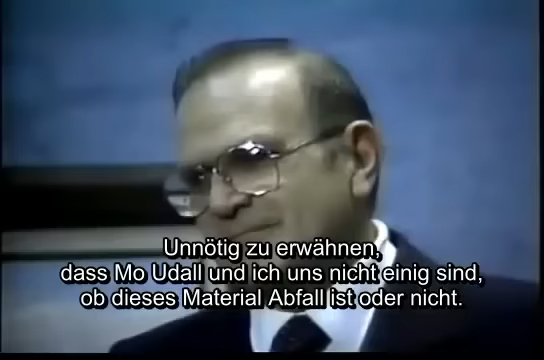 Unnötig zu erwähnen,
dass Mo Udall und ich uns nicht einig sind,
ob dieses Material Abfall ist oder nicht.